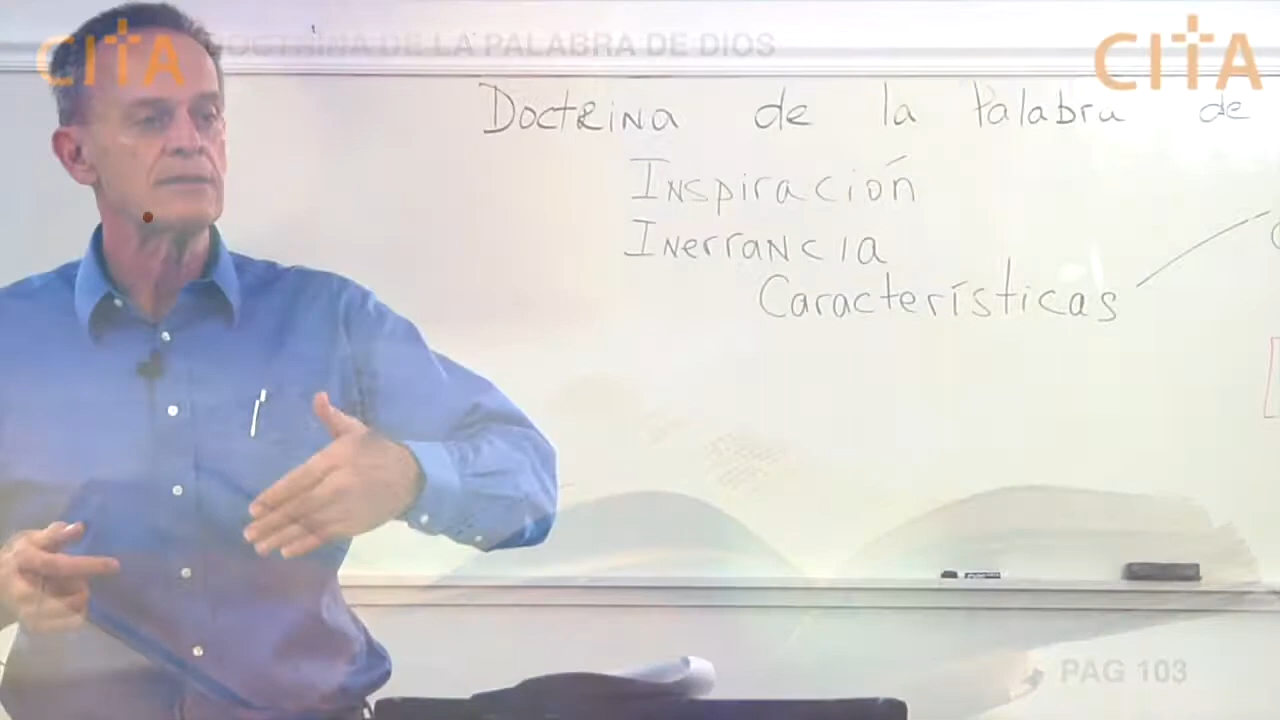 CITA
CITA
DOCTRINA DE LA PALABRA DE DIOS
Doctrina de la Palabra de
Inspiración
Inerrancia
Características
PAG 103